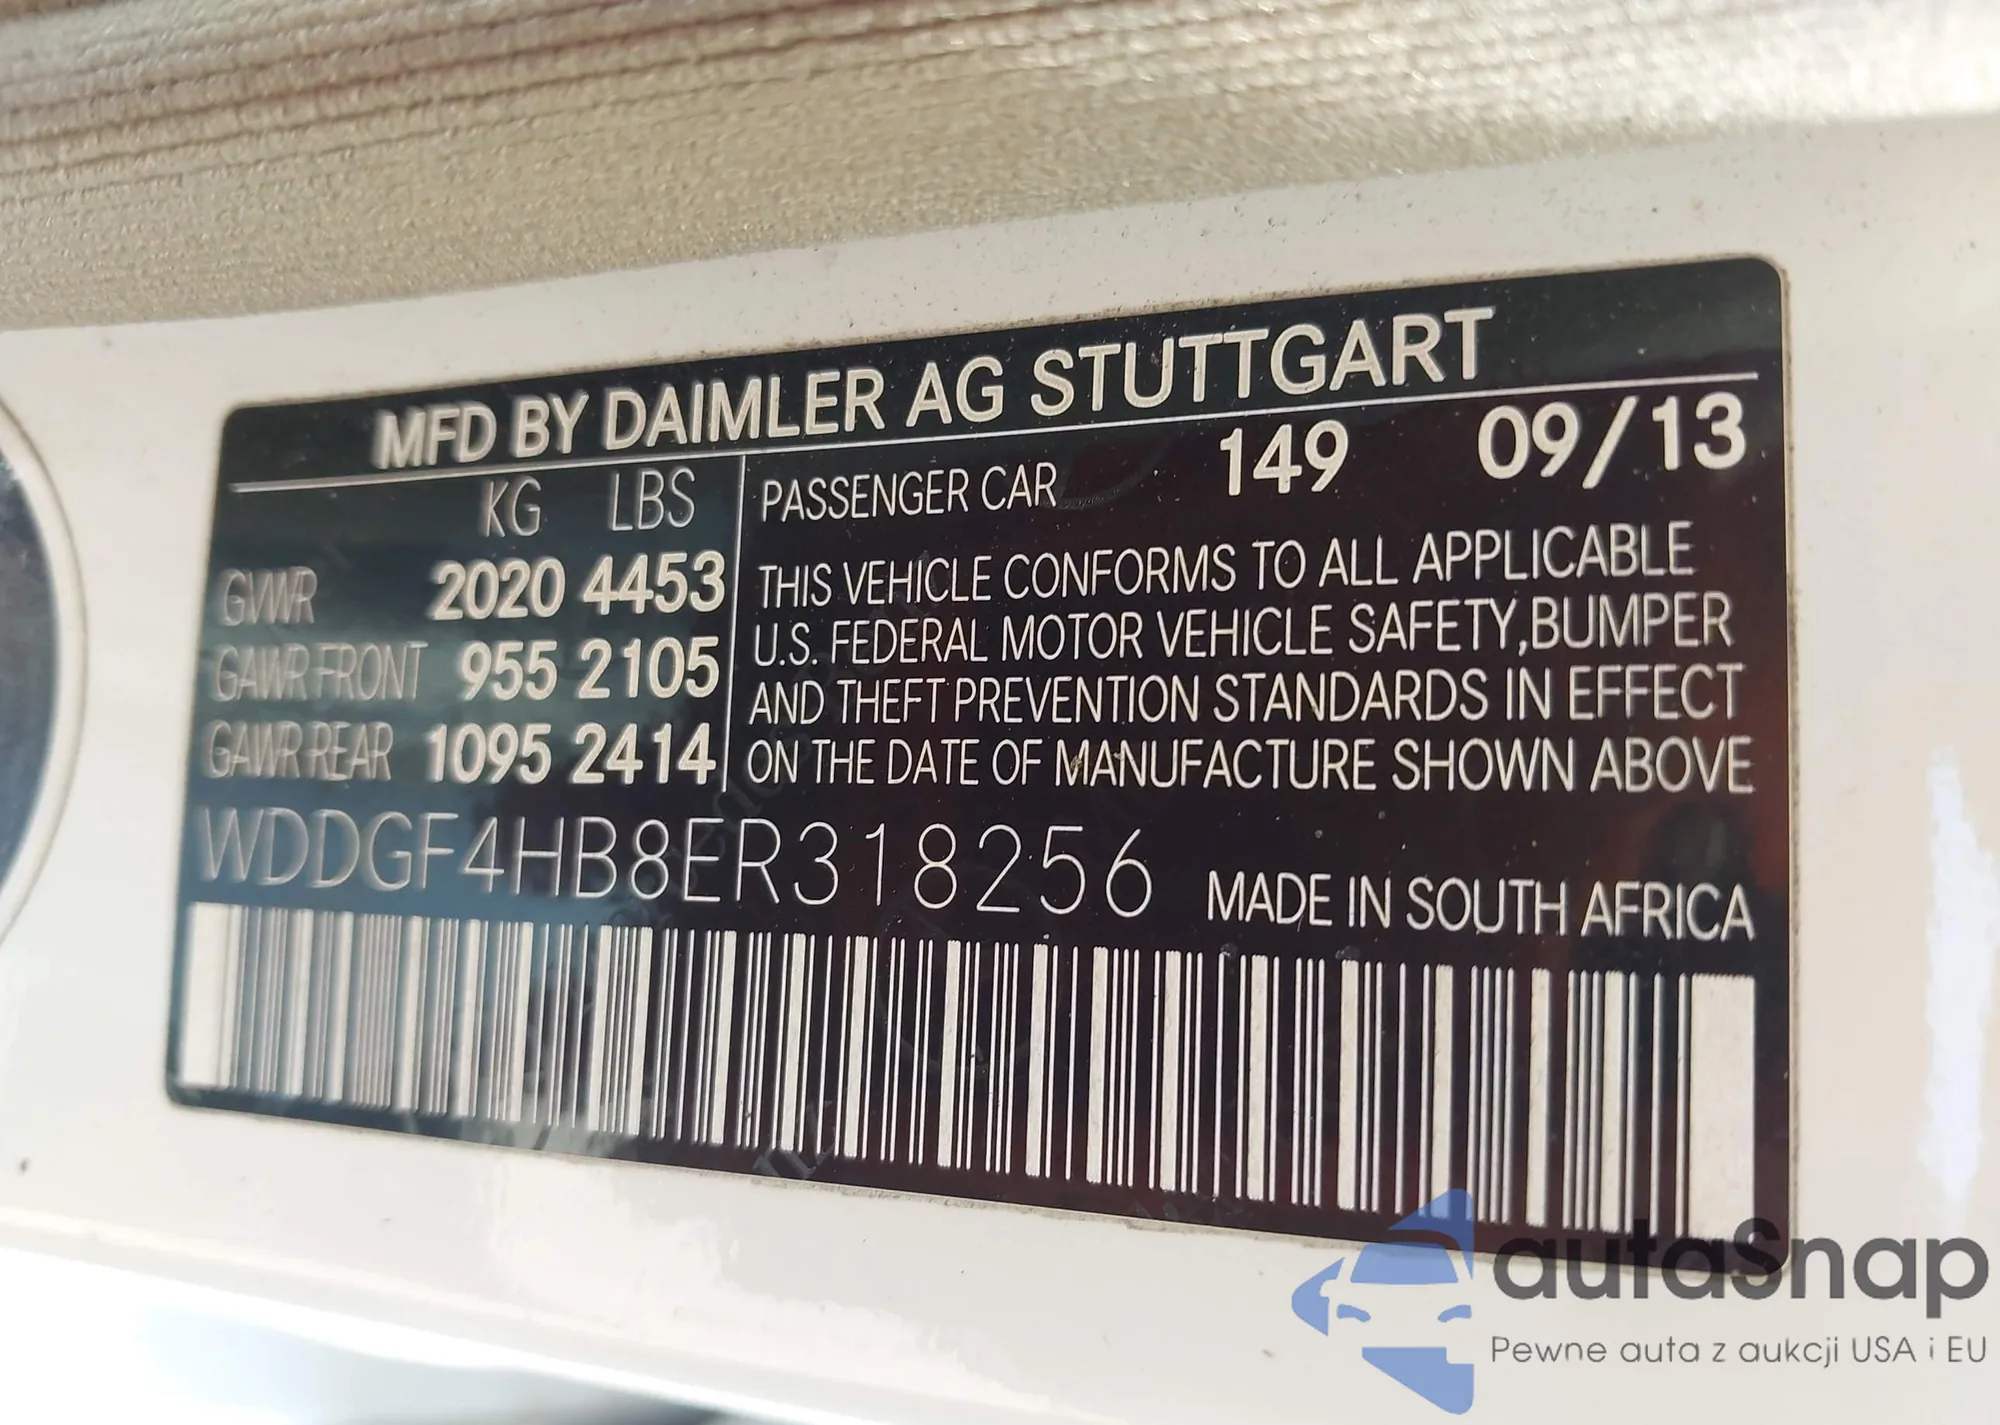 MFD BY DAIMLER AG STUTTGART
KG LBS
GVWR 2020 4453
GAWR FRONT 955 2105
GAWR REAR 1095 2414
PASSENGER CAR 149 09/13
THIS VEHICLE CONFORMS TO ALL APPLICABLE
U.S. FEDERAL MOTOR VEHICLE SAFETY,BUMPER
AND THEFT PREVENTION STANDARDS IN EFFECT
ON THE DATE OF MANUFACTURE SHOWN ABOVE
WDDGF4HB8ER318256
MADE IN SOUTH AFRICA
autaSnap
Pewne auta z aukcji USA i EU